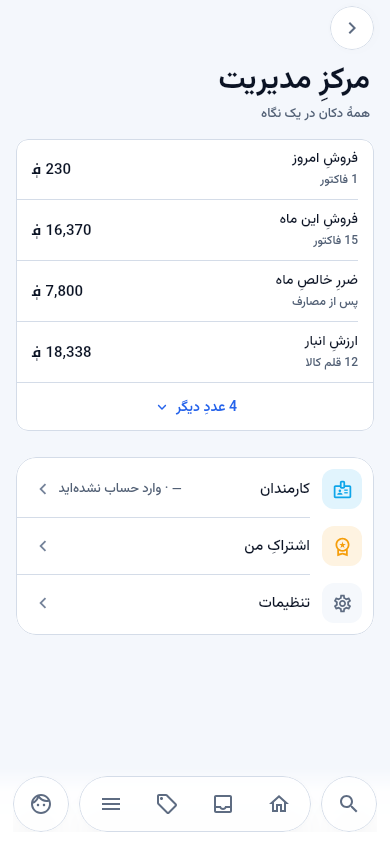 مرکزِ مدیریت
همهٔ دکان در یک نگاه
فروشِ امروز
1 فاکتور
230 ؋
فروشِ این ماه
15 فاکتور
16,370 ؋
ضررِ خالصِ ماه
پس از مصارف
7,800 ؋
ارزشِ انبار
12 قلم کالا
18,338 ؋
4 عددِ دیگر
کارمندان
— · وارد حساب نشده‌اید
اشتراکِ من
تنظیمات